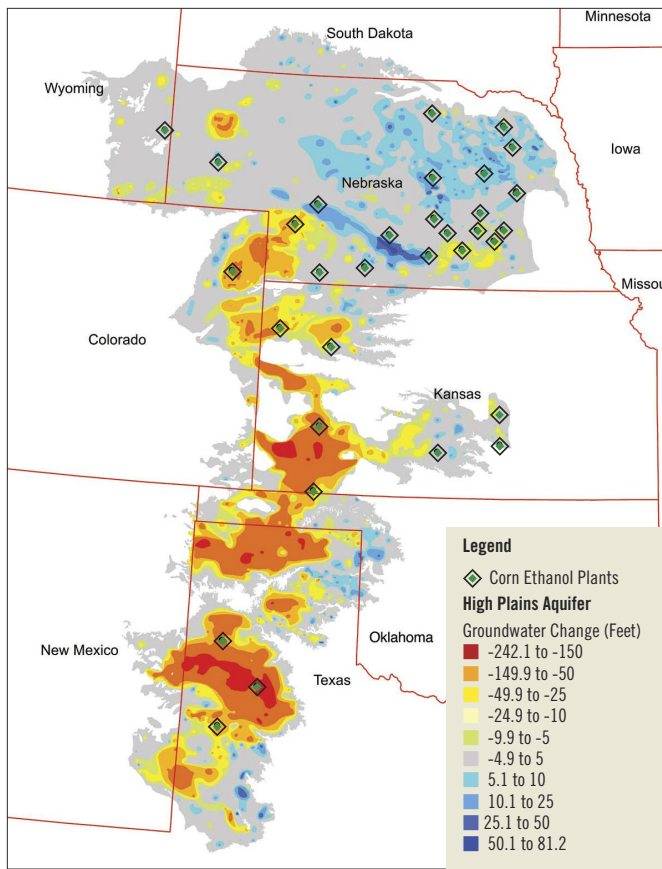 Minnesota
South Dakota
Wyoming
Iowa
Nebraska
Missou
Colorado
Kansas
New Mexico
Oklahoma
Texas
Legend
Corn Ethanol Plants
High Plains Aquifer
Groundwater Change (Feet)
-242.1 to -150
-149.9 to -50
-49.9 to -25
-24.9 to -10
-9.9 to -5
-4.9 to 5
5.1 to 10
10.1 to 25
25.1 to 50
50.1 to 81.2